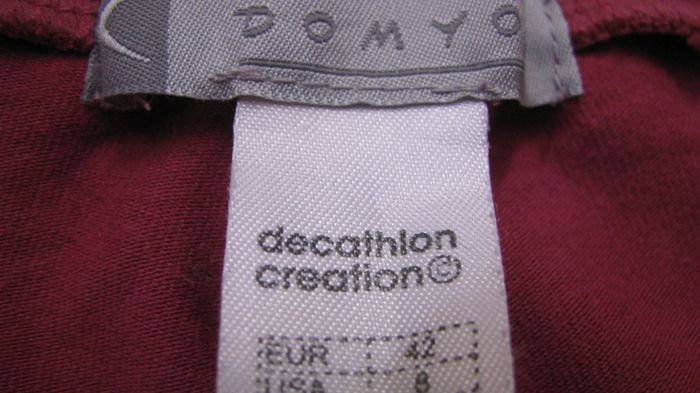 DOMYO
decathlon
creation©
EUR 42
USA 8